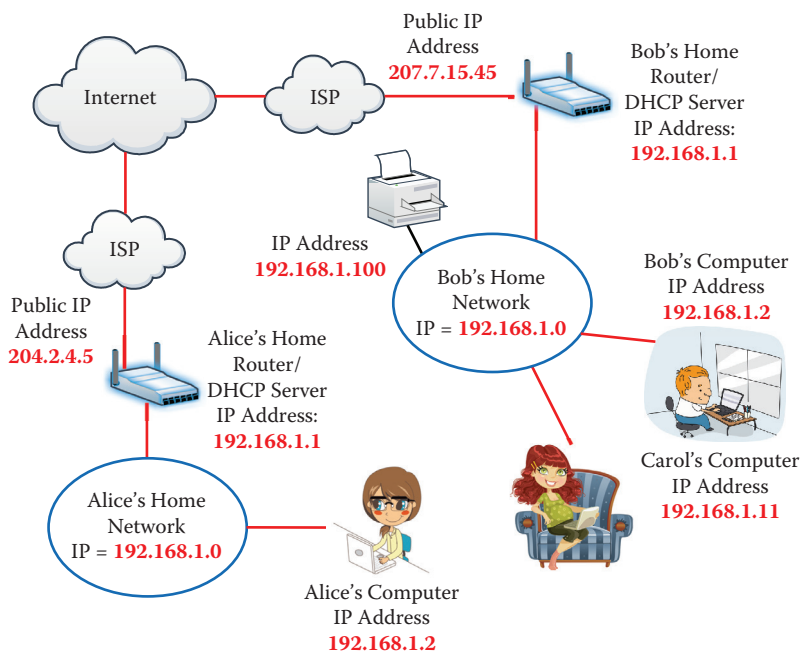 Public IP
Address
207.7.15.45
Bob's Home
Router/
DHCP Server
IP Address:
192.168.1.1
Internet
ISP
ISP
IP Address
192.168.1.100
Bob's Home
Network
IP = 192.168.1.0
Bob's Computer
IP Address
192.168.1.2
Public IP
Address
204.2.4.5
Alice's Home
Router/
DHCP Server
IP Address:
192.168.1.1
Carol's Computer
IP Address
192.168.1.11
Alice's Home
Network
IP = 192.168.1.0
Alice's Computer
IP Address
192.168.1.2